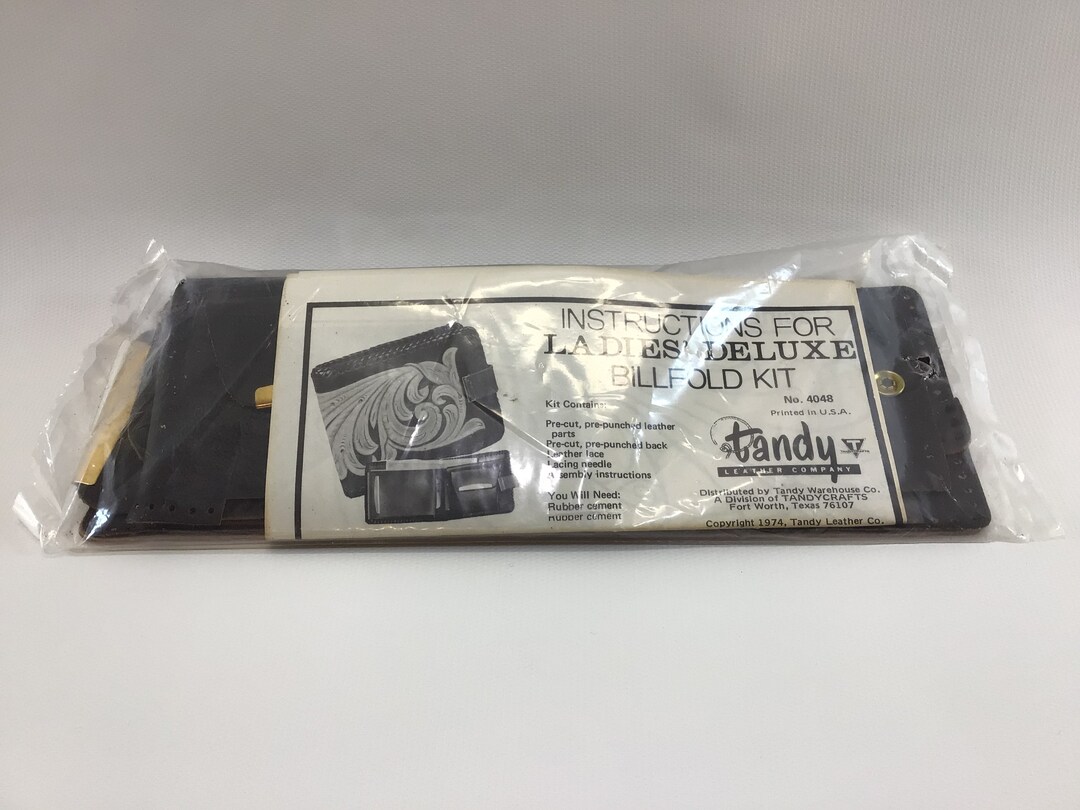 INSTRUCTIONS FOR
LADIES' DELUXE
BILLFOLD KIT
No. 4048
Printed in U.S.A.
Kit Contains:
Pre-cut, pre-punched leather
parts
Pre-cut, pre-punched back
Leather lace
Lacing needle
Assembly instructions
You Will Need:
Rubber cement
Rubber cement
tandy
LEATHER COMPANY
Distributed by Tandy Warehouse Co.
A Division of TANDYCRAFTS
Fort Worth, Texas 76107
Copyright 1974, Tandy Leather Co.